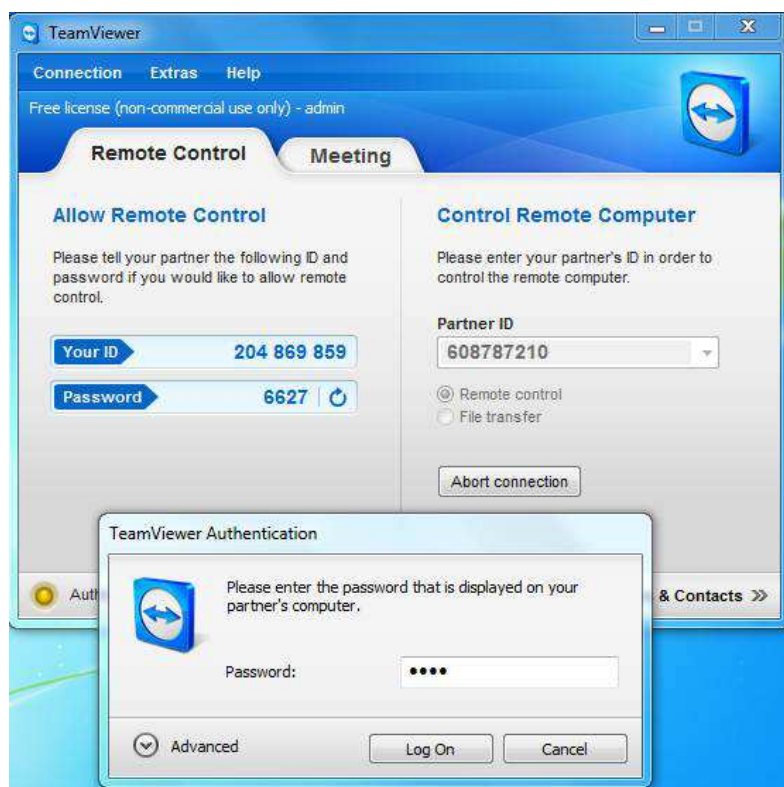 TeamViewer
Connection Extras Help
Free license (non-commercial use only) - admin
Remote Control Meeting
Allow Remote Control
Please tell your partner the following ID and
password if you would like to allow remote
control.
Your ID 204 869 859
Password 6627
Control Remote Computer
Please enter your partner's ID in order to
control the remote computer.
Partner ID
608787210
Remote control
File transfer
Abort connection
& Contacts
TeamViewer Authentication
Please enter the password that is displayed on your
partner's computer.
Password: ••••
Advanced Log On Cancel